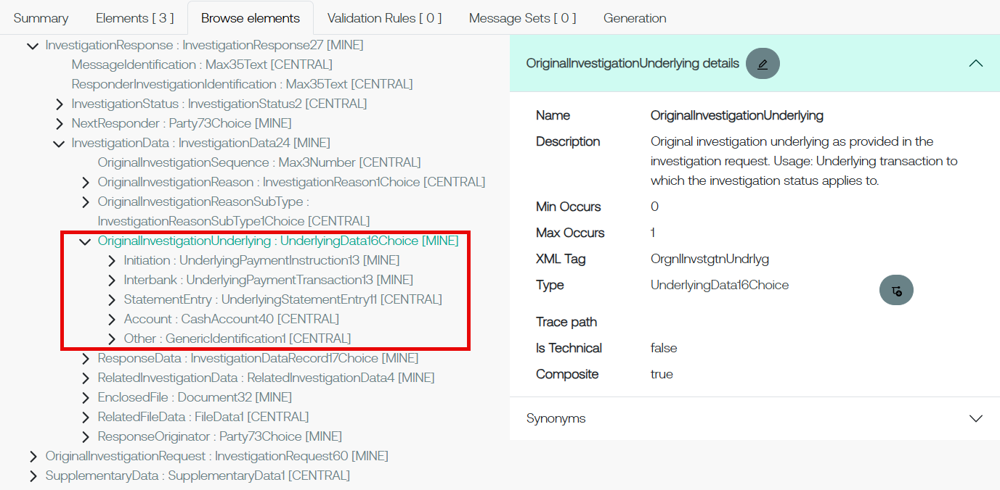 Summary
Elements [ 3 ]
Browse elements
Validation Rules [ 0 ]
Message Sets [ 0 ]
Generation
InvestigationResponse : InvestigationResponse27 [MINE]
MessageIdentification : Max35Text [CENTRAL]
ResponderInvestigationIdentification : Max35Text [CENTRAL]
InvestigationStatus : InvestigationStatus2 [CENTRAL]
NextResponder : Party73Choice [MINE]
InvestigationData : InvestigationData24 [MINE]
OriginalInvestigationSequence : Max3Number [CENTRAL]
OriginalInvestigationReason : InvestigationReason1Choice [CENTRAL]
OriginalInvestigationReasonSubType :
InvestigationReasonSubType1Choice [CENTRAL]
OriginalInvestigationUnderlying : UnderlyingData16Choice [MINE]
Initiation : UnderlyingPaymentInstruction13 [MINE]
Interbank : UnderlyingPaymentTransaction13 [MINE]
StatementEntry : UnderlyingStatementEntry11 [CENTRAL]
Account : CashAccount40 [CENTRAL]
Other : GenericIdentification1 [CENTRAL]
ResponseData : InvestigationDataRecord17Choice [MINE]
RelatedInvestigationData : RelatedInvestigationData4 [MINE]
EnclosedFile : Document32 [MINE]
RelatedFileData : FileData1 [CENTRAL]
ResponseOriginator : Party73Choice [MINE]
OriginalInvestigationRequest : InvestigationRequest60 [MINE]
SupplementaryData : SupplementaryData1 [CENTRAL]
OriginalInvestigationUnderlying details
Name OriginalInvestigationUnderlying
Description Original investigation underlying as provided in the
investigation request. Usage: Underlying transaction to
which the investigation status applies to.
Min Occurs 0
Max Occurs 1
XML Tag OrgnlInvstgtnUndrlyg
Type UnderlyingData16Choice
Trace path
Is Technical false
Composite true
Synonyms